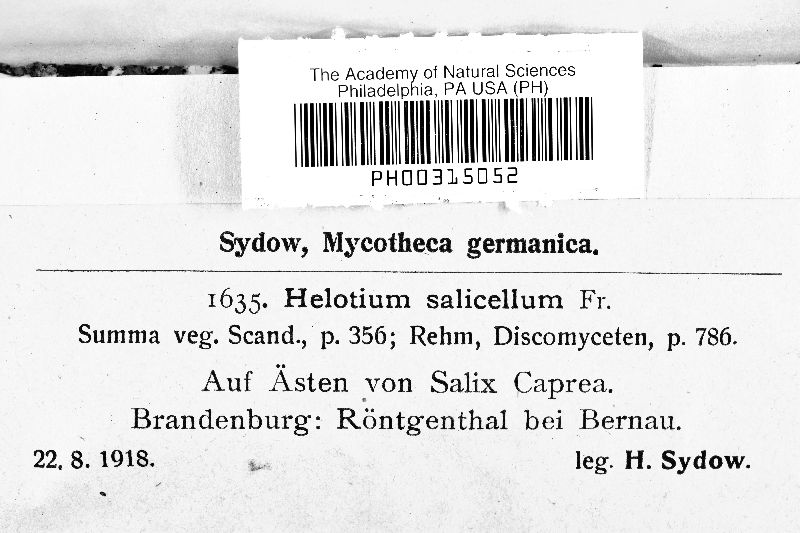 The Academy of Natural Sciences
Philadelphia, PA USA (PH)
PH00315052
Sydow, Mycotheca germanica.
1635. Helotium salicellum Fr.
Summa veg. Scand., p. 356; Rehm, Discomyceten, p. 786.
Auf Ästen von Salix Caprea.
Brandenburg: Röntgenthal bei Bernau.
22. 8. 1918. leg. H. Sydow.